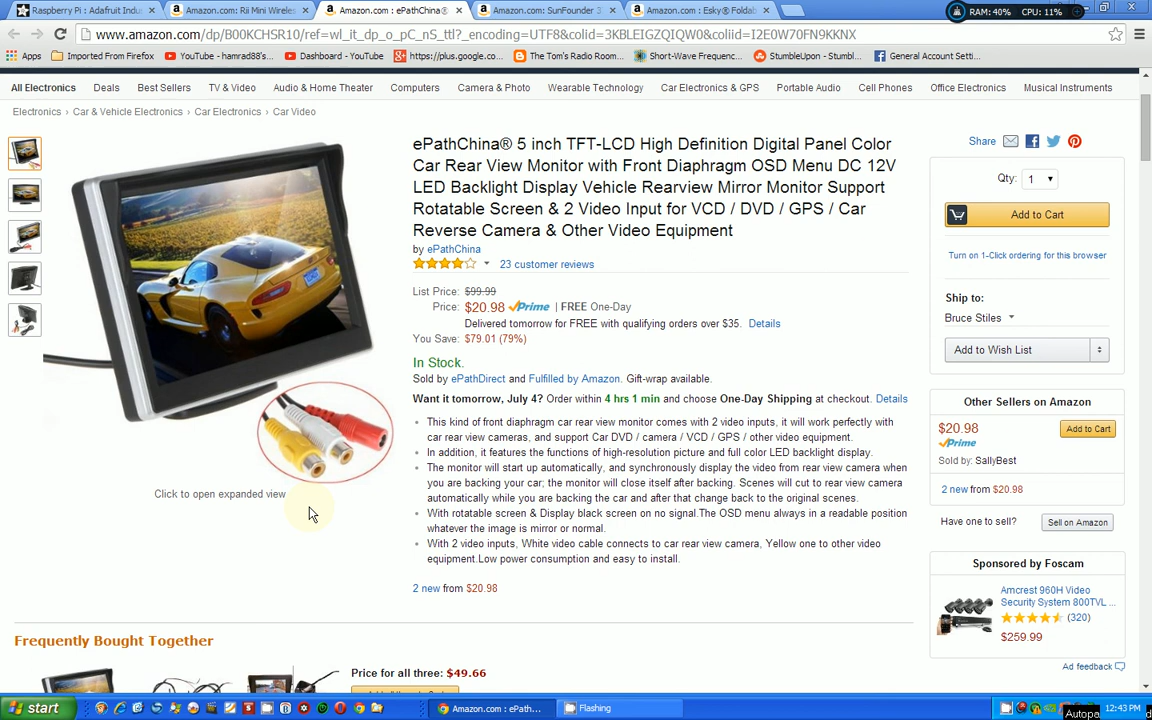 Raspberry Pi : Adafruit Indus
Amazon.com: Rii Mini Wireles
Amazon.com : ePathChina®
Amazon.com : SunFounder 37
Amazon.com : Esky® Foldab
RAM: 40% CPU: 11%
www.amazon.com/dp/B00KCHSR10/ref=wl_it_dp_o_pC_nS_ttl?_encoding=UTF8&colid=3KBLEIGZQIQW0&coliid=I2E0W70FN9KKNX
Apps
Imported From Firefox
YouTube - hamrad88's...
Dashboard - YouTube
https://plus.google.co...
The Tom's Radio Room...
Short-Wave Frequenc...
StumbleUpon - Stumbl...
General Account Setti...
All Electronics
Deals
Best Sellers
TV & Video
Audio & Home Theater
Computers
Camera & Photo
Wearable Technology
Car Electronics & GPS
Portable Audio
Cell Phones
Office Electronics
Musical Instruments
Electronics › Car & Vehicle Electronics › Car Electronics › Car Video
ePathChina® 5 inch TFT-LCD High Definition Digital Panel Color
Car Rear View Monitor with Front Diaphragm OSD Menu DC 12V
LED Backlight Display Vehicle Rearview Mirror Monitor Support
Rotatable Screen & 2 Video Input for VCD / DVD / GPS / Car
Reverse Camera & Other Video Equipment
by ePathChina
23 customer reviews
List Price: $99.99
Price: $20.98 Prime | FREE One-Day
Delivered tomorrow for FREE with qualifying orders over $35. Details
You Save: $79.01 (79%)
In Stock.
Sold by ePathDirect and Fulfilled by Amazon. Gift-wrap available.
Want it tomorrow, July 4? Order within 4 hrs 1 min and choose One-Day Shipping at checkout. Details
• This kind of front diaphragm car rear view monitor comes with 2 video inputs, it will work perfectly with
car rear view cameras, and support Car DVD / camera / VCD / GPS / other video equipment.
• In addition, it features the functions of high-resolution picture and full color LED backlight display.
• The monitor will start up automatically, and synchronously display the video from rear view camera when
you are backing your car; the monitor will close itself after backing. Scenes will cut to rear view camera
automatically while you are backing the car and after that change back to the original scenes.
• With rotatable screen & Display black screen on no signal.The OSD menu always in a readable position
whatever the image is mirror or normal.
• With 2 video inputs, White video cable connects to car rear view camera, Yellow one to other video
equipment.Low power consumption and easy to install.
2 new from $20.98
Click to open expanded view
Share
Qty: 1
Add to Cart
Turn on 1-Click ordering for this browser
Ship to:
Bruce Stiles
Add to Wish List
Other Sellers on Amazon
$20.98
Add to Cart
Prime
Sold by: SallyBest
2 new from $20.98
Have one to sell?
Sell on Amazon
Sponsored by Foscam
Amcrest 960H Video
Security System 800TVL ...
(320)
$259.99
Ad feedback
Frequently Bought Together
Price for all three: $49.66
start
Amazon.com : ePath...
Flashing
12:43 PM
Autopa